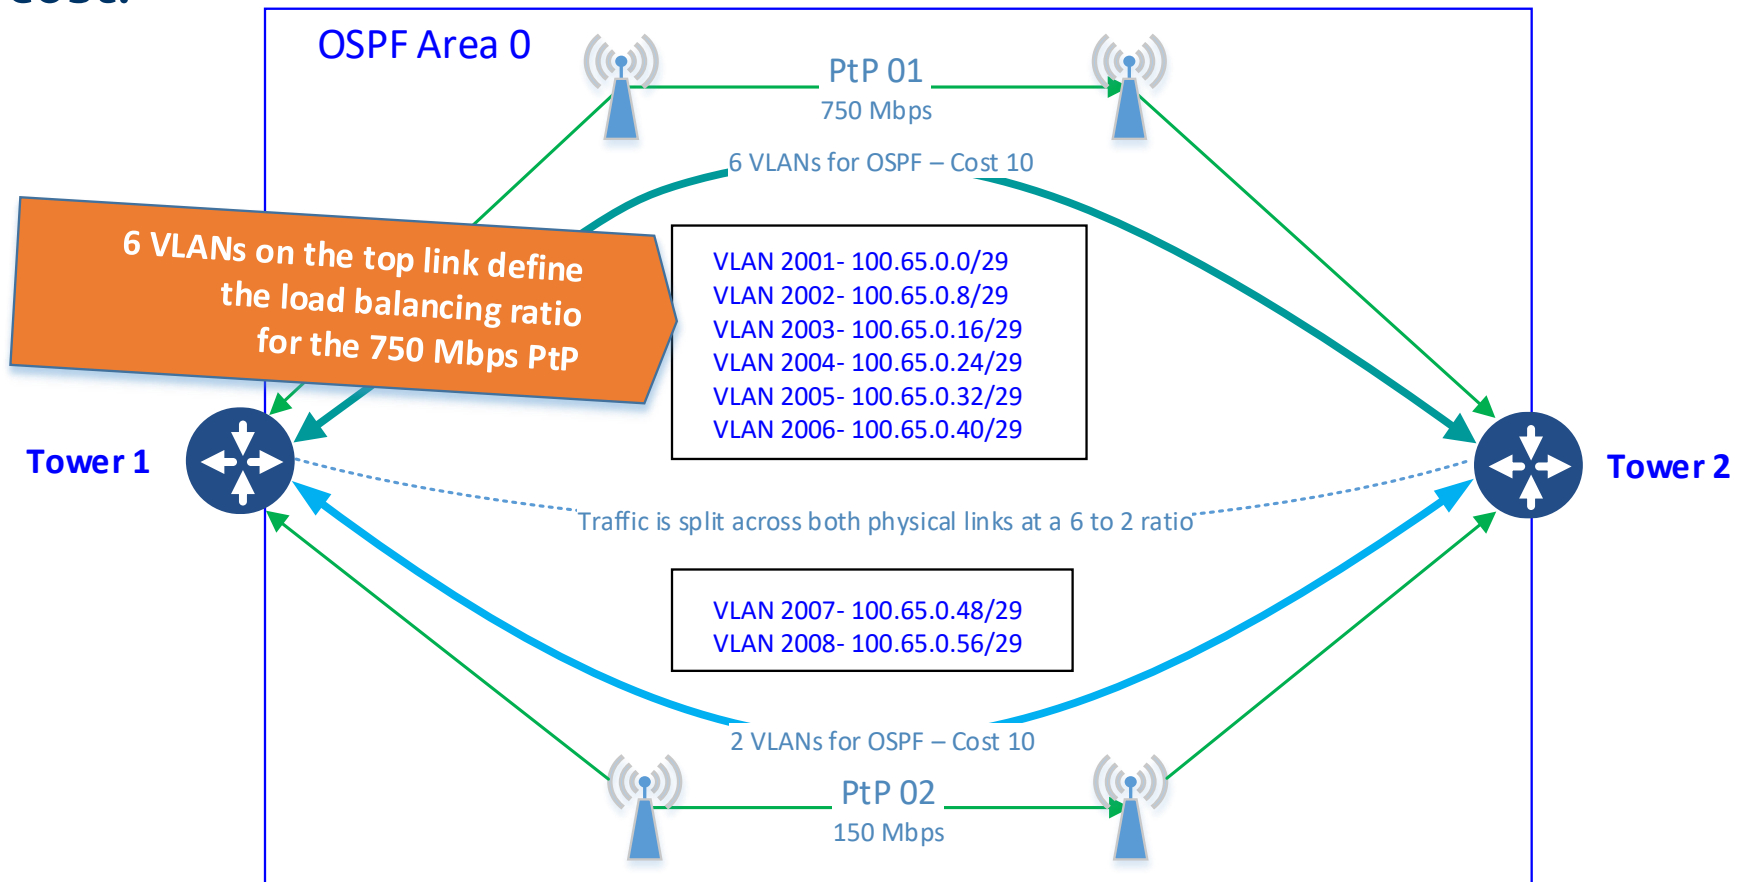 cost.
OSPF Area 0
PtP 01
750 Mbps
6 VLANs for OSPF – Cost 10
6 VLANs on the top link define
the load balancing ratio
for the 750 Mbps PtP
VLAN 2001- 100.65.0.0/29
VLAN 2002- 100.65.0.8/29
VLAN 2003- 100.65.0.16/29
VLAN 2004- 100.65.0.24/29
VLAN 2005- 100.65.0.32/29
VLAN 2006- 100.65.0.40/29
Tower 1
Tower 2
Traffic is split across both physical links at a 6 to 2 ratio
VLAN 2007- 100.65.0.48/29
VLAN 2008- 100.65.0.56/29
2 VLANs for OSPF – Cost 10
PtP 02
150 Mbps